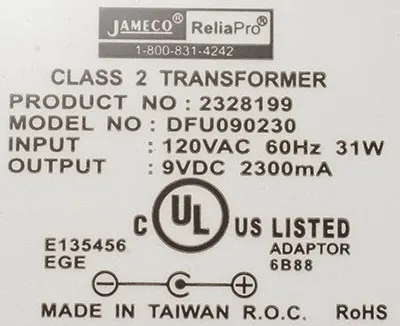 JAMECO® ReliaPro®
1-800-831-4242
CLASS 2 TRANSFORMER
PRODUCT NO : 2328199
MODEL NO : DFU090230
INPUT : 120VAC 60Hz 31W
OUTPUT : 9VDC 2300mA
C UL® US LISTED
E135456 ADAPTOR
EGE 6B88
MADE IN TAIWAN R.O.C. RoHS